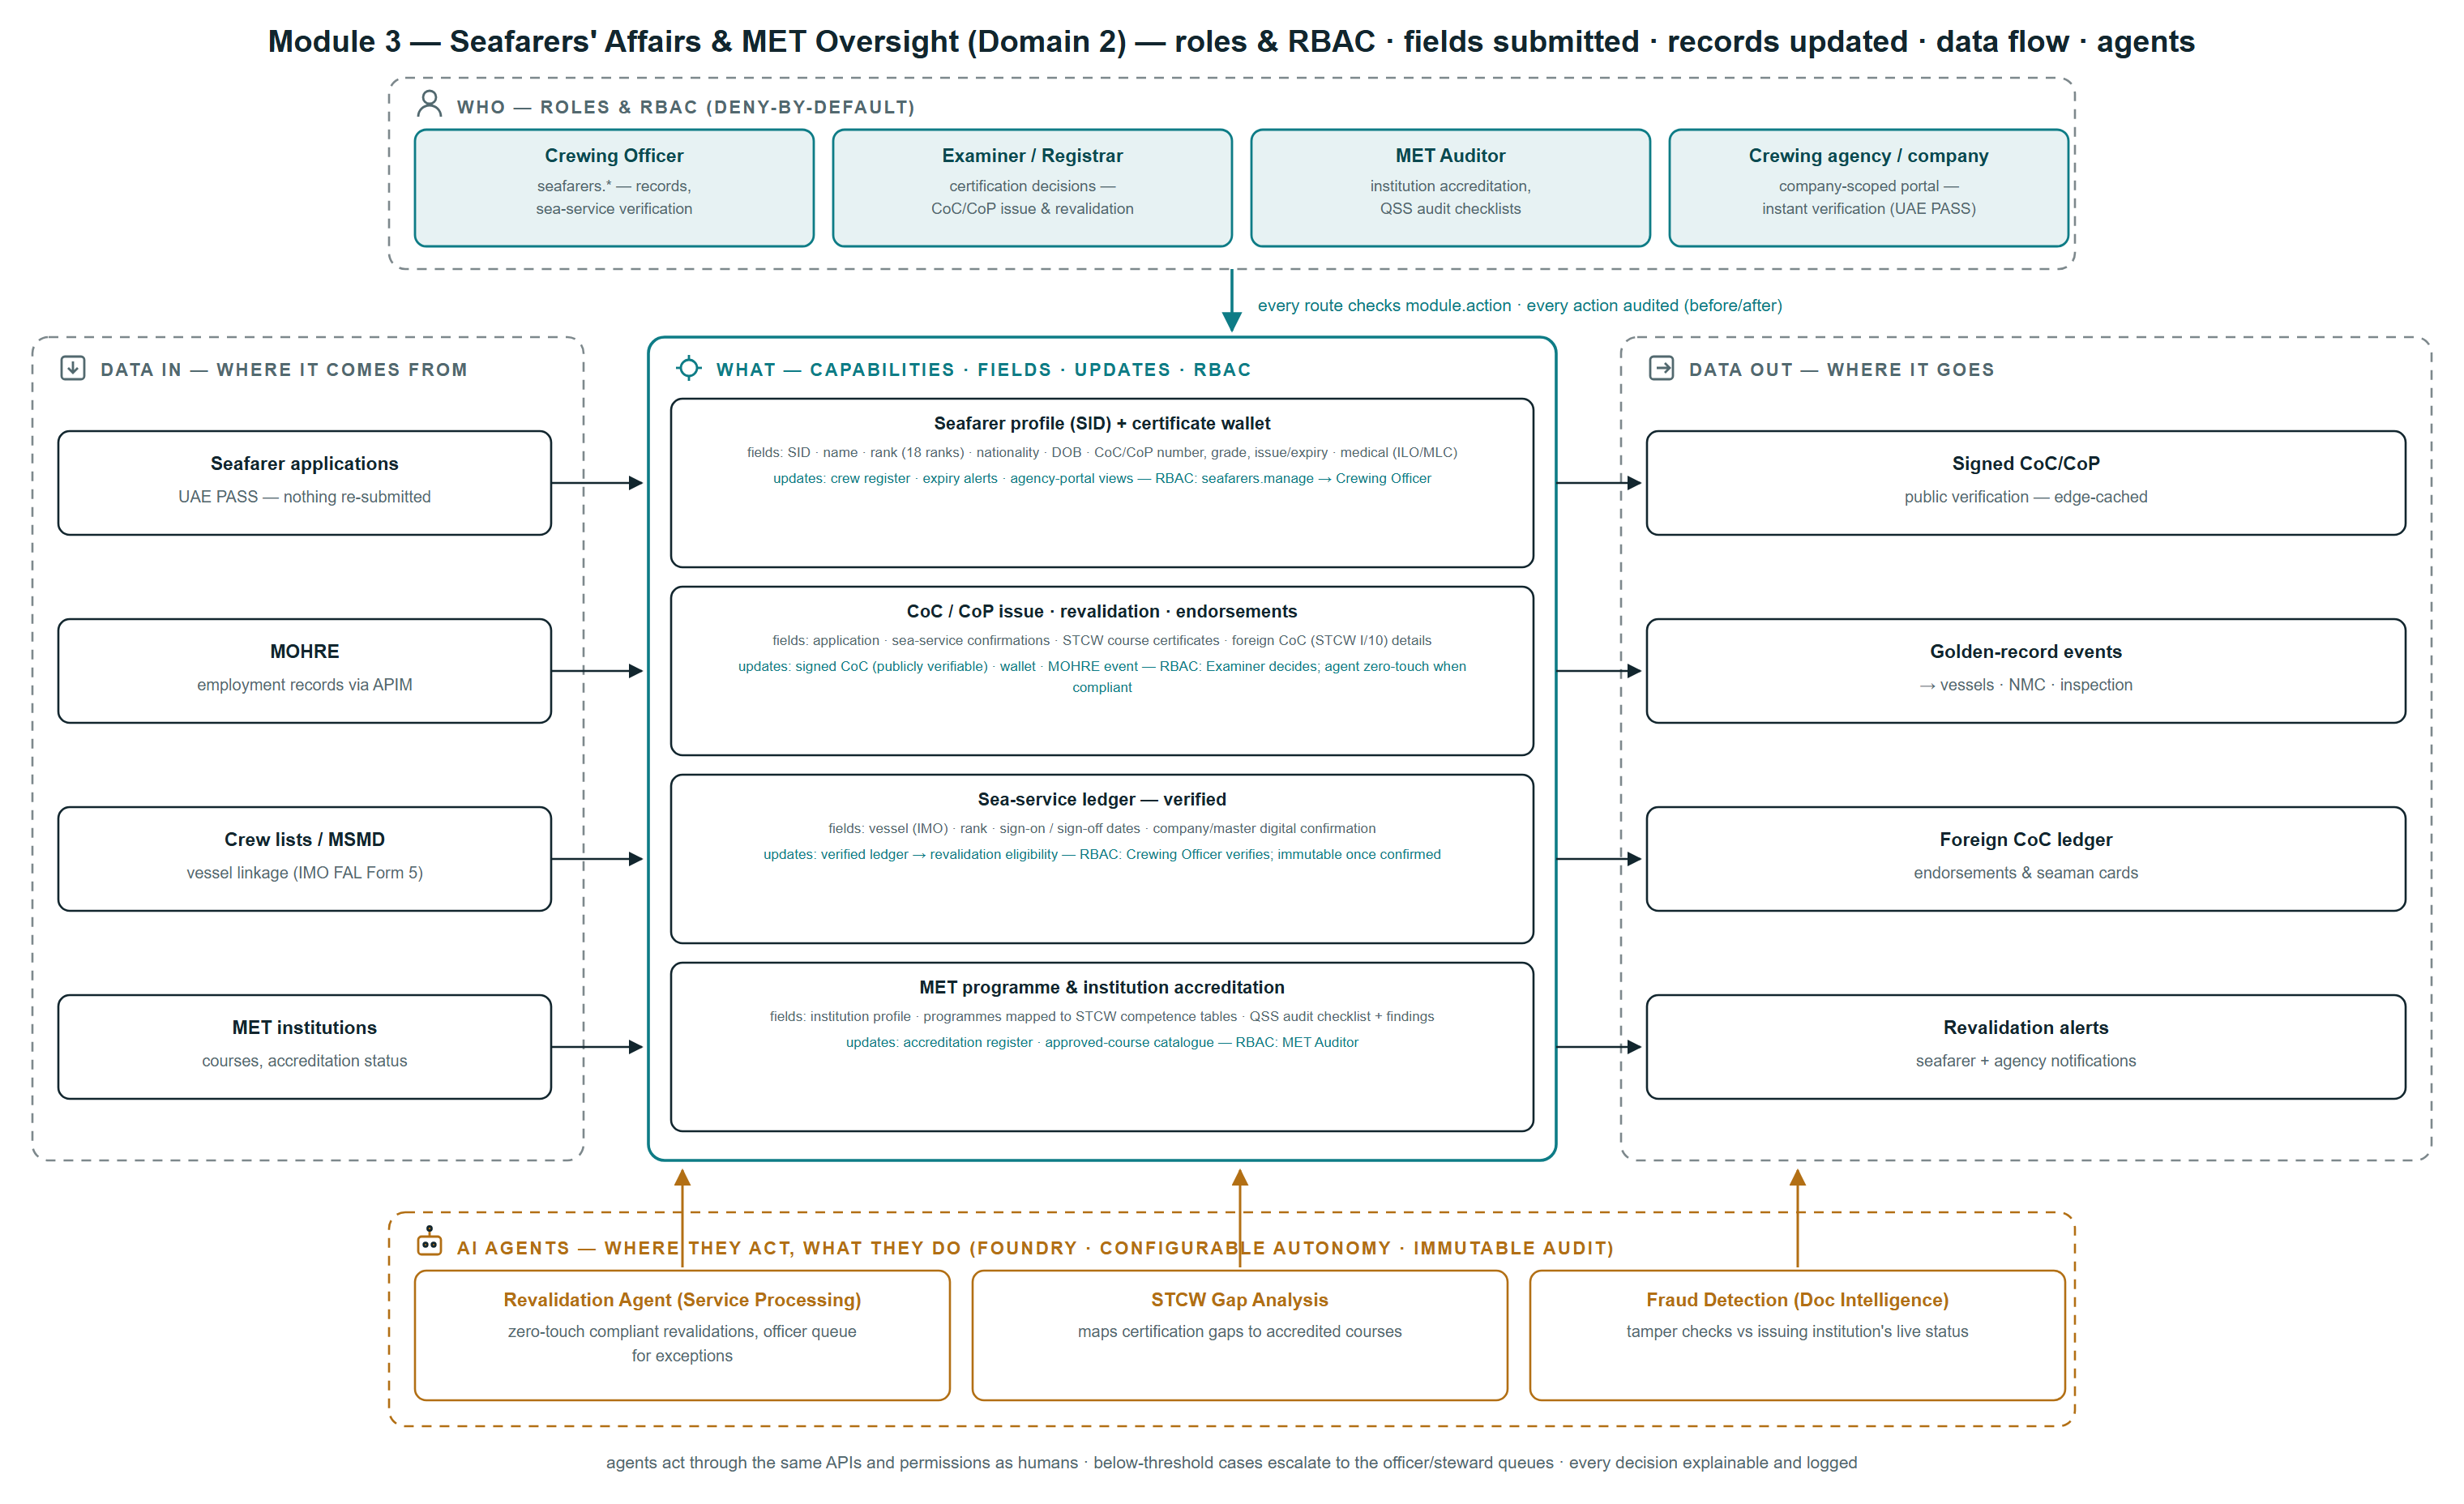 Module 3 — Seafarers' Affairs & MET Oversight (Domain 2) — roles & RBAC · fields submitted · records updated · data flow · agents
WHO — ROLES & RBAC (DENY-BY-DEFAULT)
Crewing Officer
seafarers.* — records,
sea-service verification
Examiner / Registrar
certification decisions —
CoC/CoP issue & revalidation
MET Auditor
institution accreditation,
QSS audit checklists
Crewing agency / company
company-scoped portal —
instant verification (UAE PASS)
every route checks module.action · every action audited (before/after)
DATA IN — WHERE IT COMES FROM
Seafarer applications
UAE PASS — nothing re-submitted
MOHRE
employment records via APIM
Crew lists / MSMD
vessel linkage (IMO FAL Form 5)
MET institutions
courses, accreditation status
WHAT — CAPABILITIES · FIELDS · UPDATES · RBAC
Seafarer profile (SID) + certificate wallet
fields: SID · name · rank (18 ranks) · nationality · DOB · CoC/CoP number, grade, issue/expiry · medical (ILO/MLC)
updates: crew register · expiry alerts · agency-portal views — RBAC: seafarers.manage → Crewing Officer
CoC / CoP issue · revalidation · endorsements
fields: application · sea-service confirmations · STCW course certificates · foreign CoC (STCW I/10) details
updates: signed CoC (publicly verifiable) · wallet · MOHRE event — RBAC: Examiner decides; agent zero-touch when
compliant
Sea-service ledger — verified
fields: vessel (IMO) · rank · sign-on / sign-off dates · company/master digital confirmation
updates: verified ledger → revalidation eligibility — RBAC: Crewing Officer verifies; immutable once confirmed
MET programme & institution accreditation
fields: institution profile · programmes mapped to STCW competence tables · QSS audit checklist + findings
updates: accreditation register · approved-course catalogue — RBAC: MET Auditor
DATA OUT — WHERE IT GOES
Signed CoC/CoP
public verification — edge-cached
Golden-record events
→ vessels · NMC · inspection
Foreign CoC ledger
endorsements & seaman cards
Revalidation alerts
seafarer + agency notifications
AI AGENTS — WHERE THEY ACT, WHAT THEY DO (FOUNDRY · CONFIGURABLE AUTONOMY · IMMUTABLE AUDIT)
Revalidation Agent (Service Processing)
zero-touch compliant revalidations, officer queue
for exceptions
STCW Gap Analysis
maps certification gaps to accredited courses
Fraud Detection (Doc Intelligence)
tamper checks vs issuing institution's live status
agents act through the same APIs and permissions as humans · below-threshold cases escalate to the officer/steward queues · every decision explainable and logged